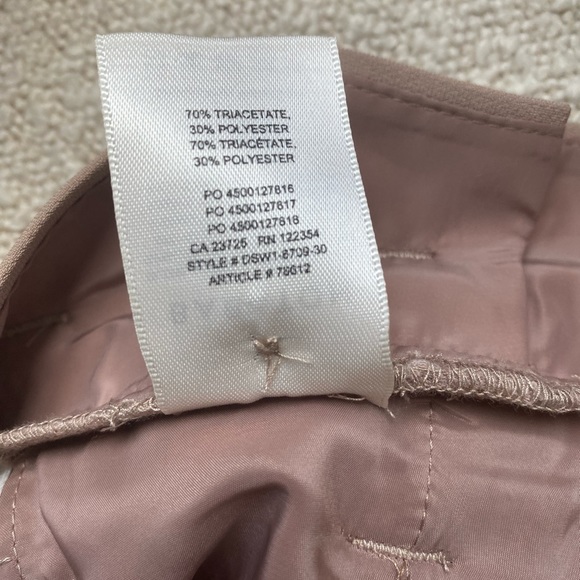 70% TRIACETATE,
30% POLYESTER
70% TRIACÉTATE,
30% POLYESTER
PO 4500127816
PO 4500127817
PO 4500127818
CA 23725 RN 122354
STYLE # DSW1-8709-30
ARTICLE # 78612